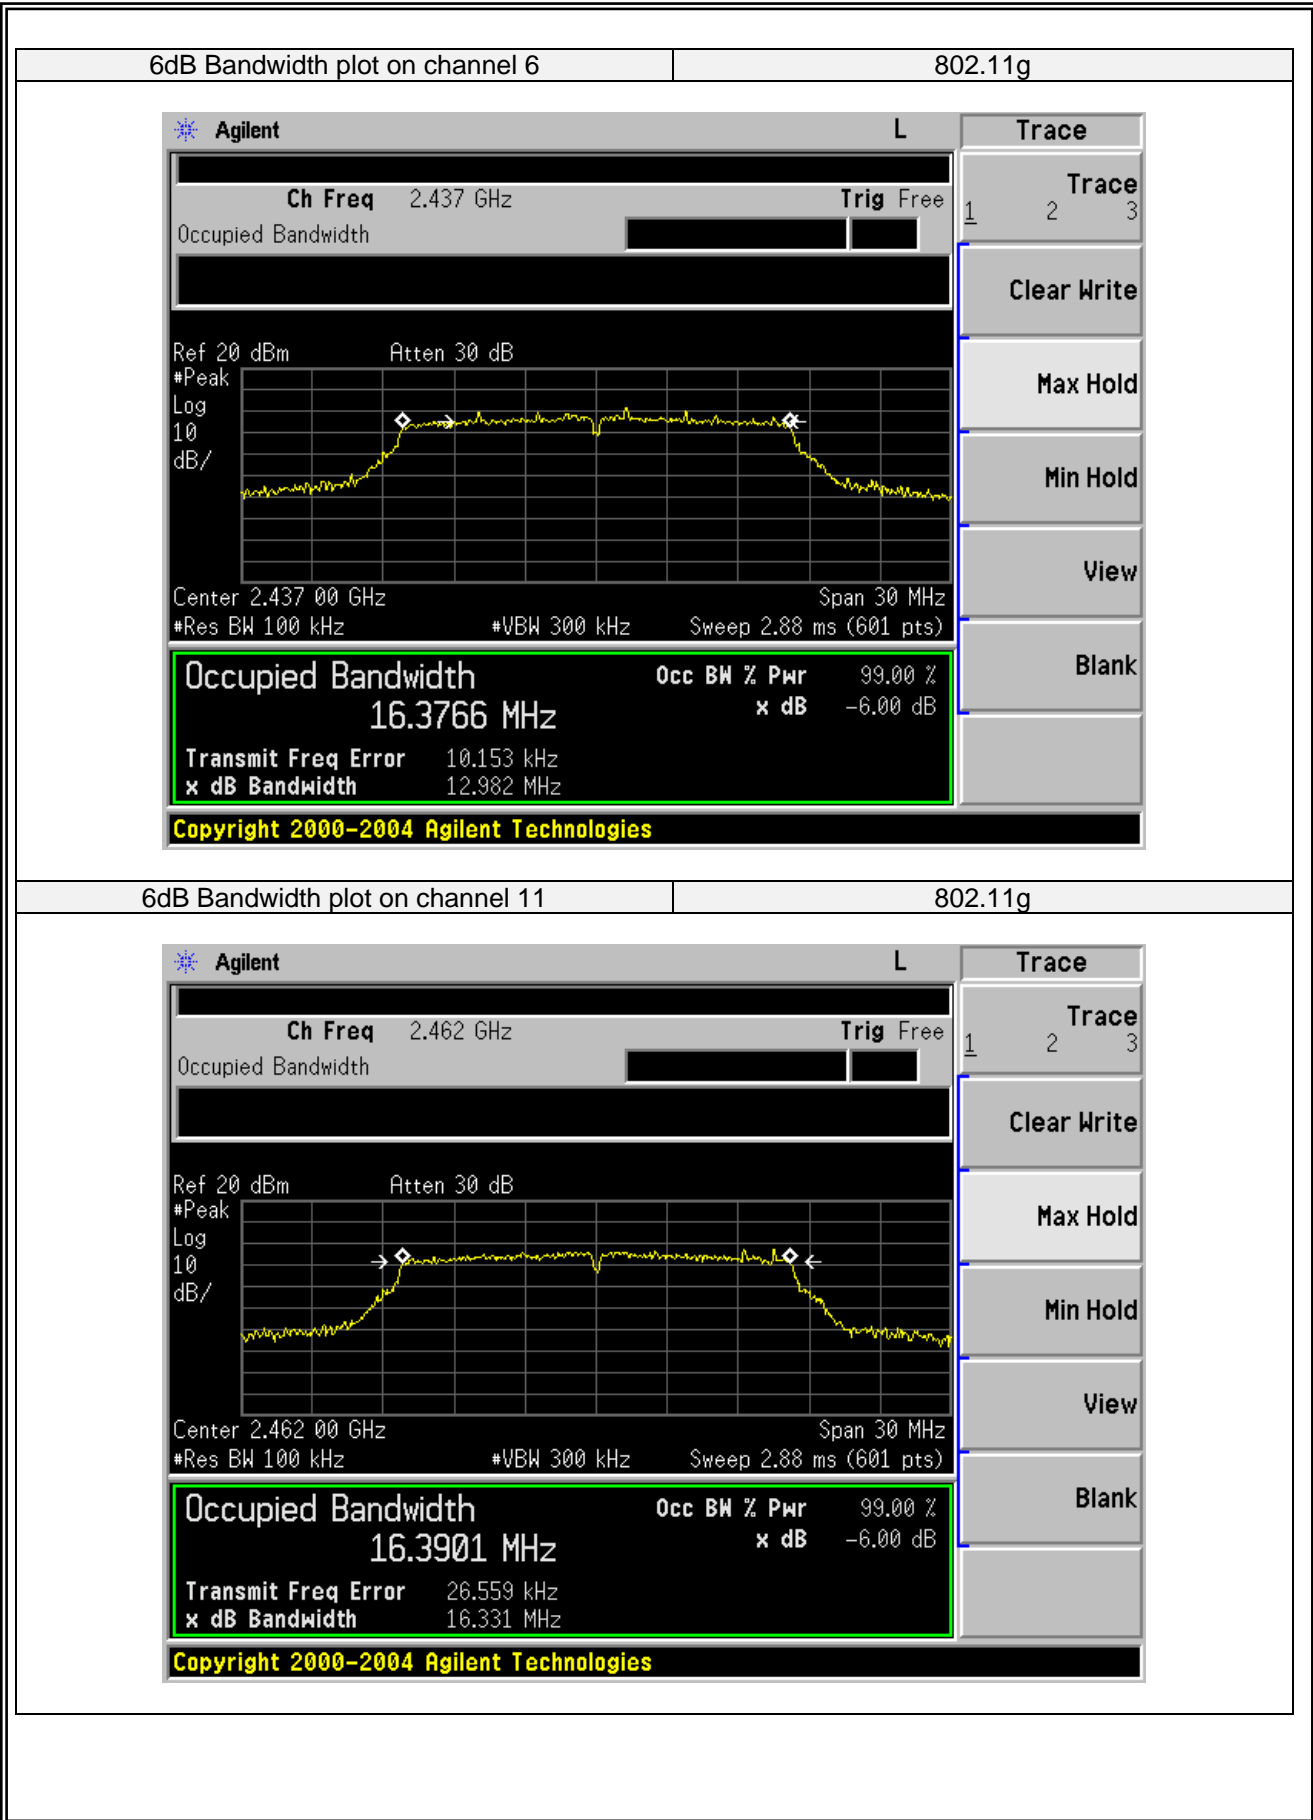 6dB Bandwidth plot on channel 6 802.11g
Agilent L Trace
Ch Freq 2.437 GHz Trig Free
Occupied Bandwidth
Trace
1 2 3
Clear Write
Ref 20 dBm Atten 30 dB
#Peak
Log
10
dB/
Max Hold
Min Hold
View
Center 2.437 00 GHz Span 30 MHz
#Res BW 100 kHz #VBW 300 kHz Sweep 2.88 ms (601 pts)
Occupied Bandwidth Occ BW % Pwr 99.00 %
16.3766 MHz x dB -6.00 dB
Blank
Transmit Freq Error 10.153 kHz
x dB Bandwidth 12.982 MHz
Copyright 2000-2004 Agilent Technologies
6dB Bandwidth plot on channel 11 802.11g
Agilent L Trace
Ch Freq 2.462 GHz Trig Free
Occupied Bandwidth
Trace
1 2 3
Clear Write
Ref 20 dBm Atten 30 dB
#Peak
Log
10
dB/
Max Hold
Min Hold
View
Center 2.462 00 GHz Span 30 MHz
#Res BW 100 kHz #VBW 300 kHz Sweep 2.88 ms (601 pts)
Occupied Bandwidth Occ BW % Pwr 99.00 %
16.3901 MHz x dB -6.00 dB
Blank
Transmit Freq Error 26.559 kHz
x dB Bandwidth 16.331 MHz
Copyright 2000-2004 Agilent Technologies